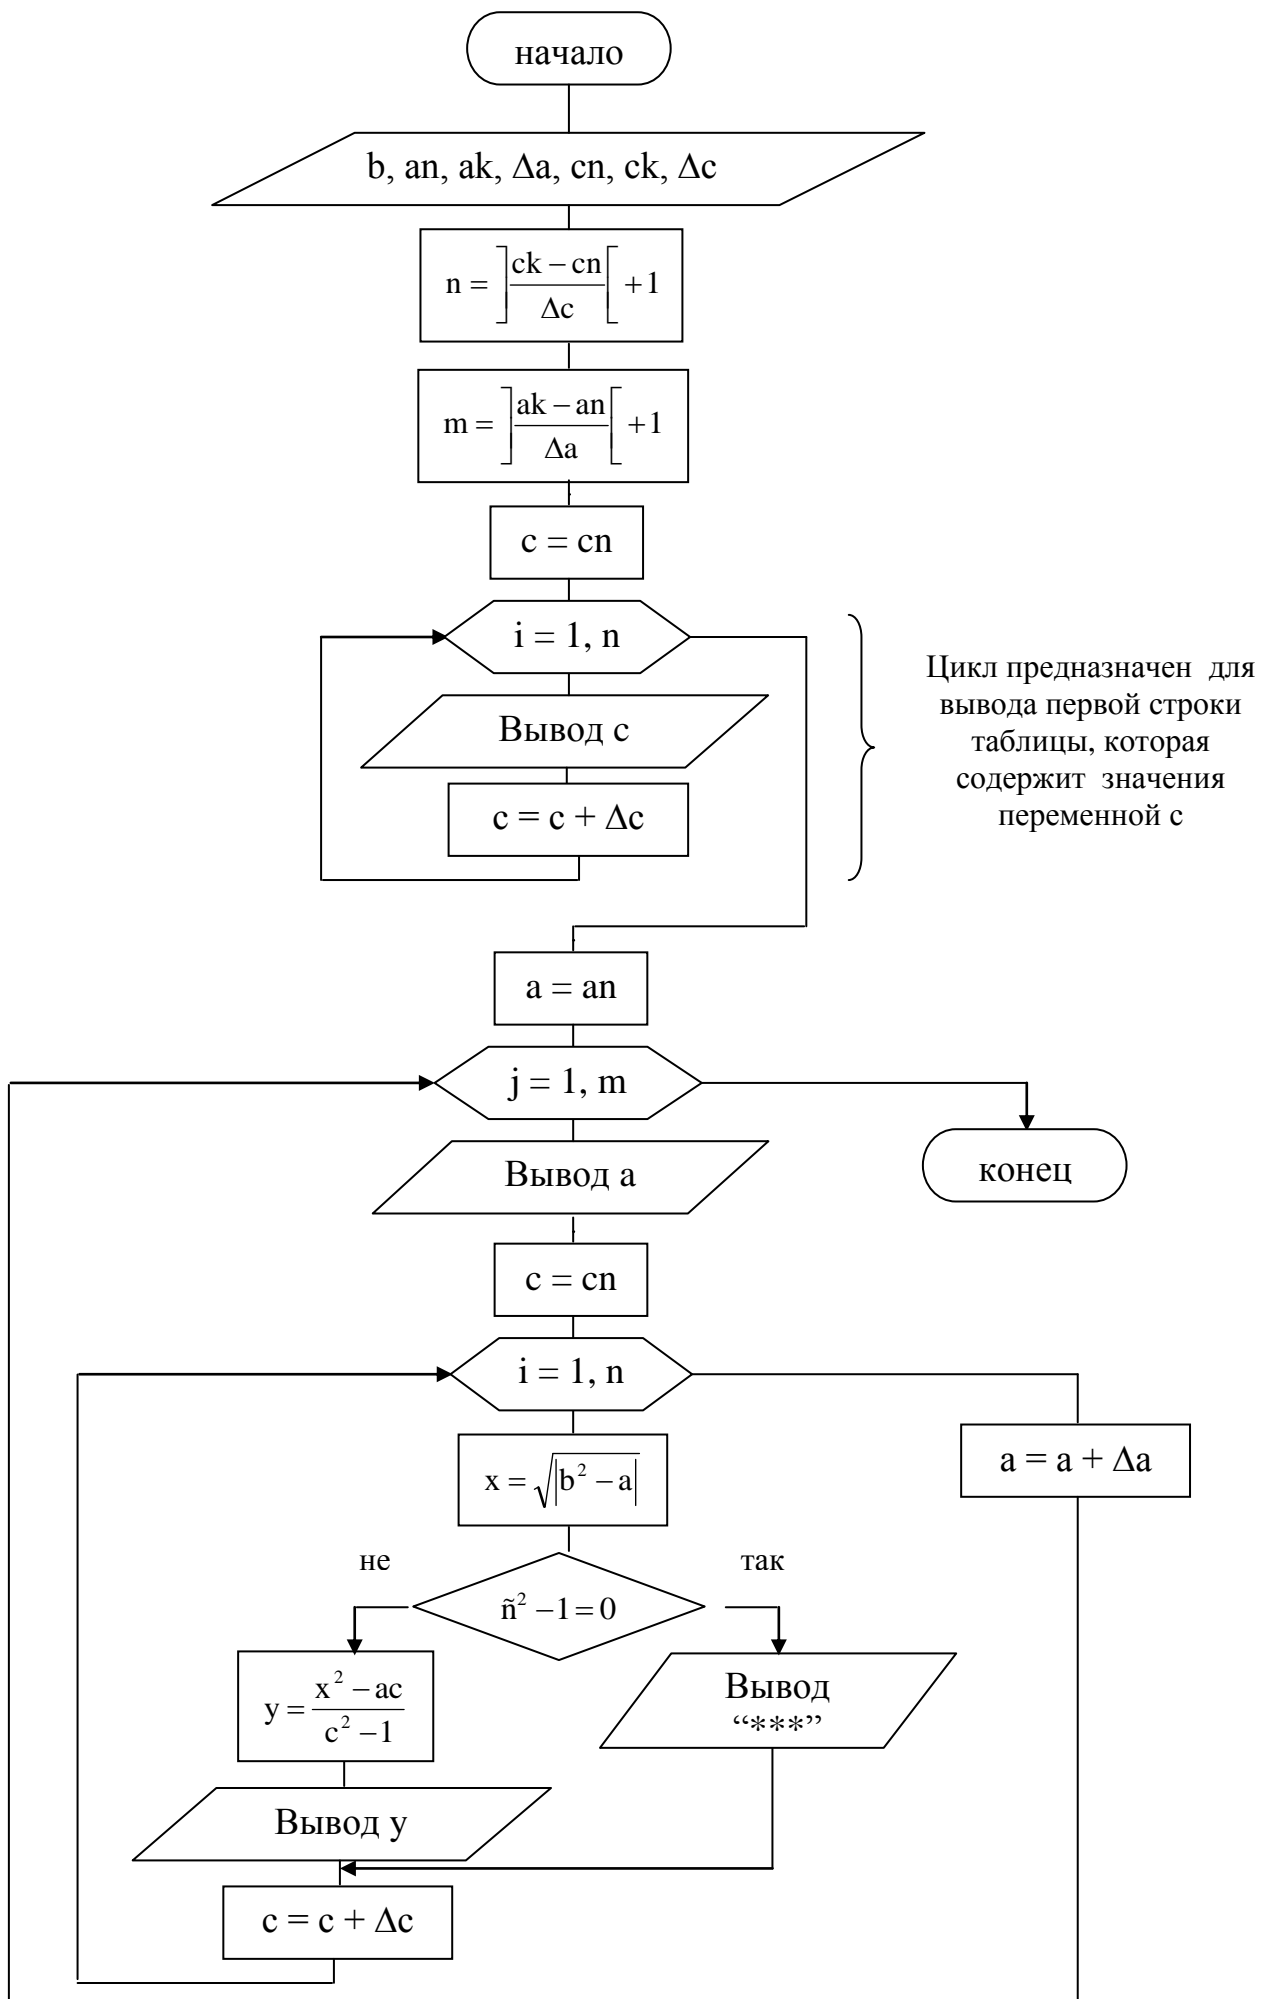 начало
b, an, ak, Δa, cn, ck, Δc
n = ]ck − cn / Δc[ + 1
m = ]ak − an / Δa[ + 1
c = cn
i = 1, n
Вывод c
c = c + Δc
Цикл предназначен для
вывода первой строки
таблицы, которая
содержит значения
переменной с
a = an
j = 1, m
Вывод a
конец
c = cn
i = 1, n
a = a + Δa
x = √|b² − a|
не
так
ñ² − 1 = 0
y = x² − ac / c² − 1
Вывод
“***”
Вывод y
c = c + Δc